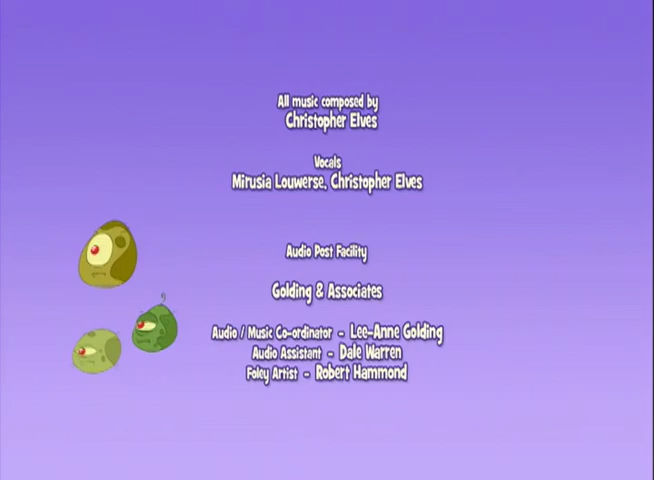 All music composed by
Christopher Elves
Vocals
Mirusia Louwerse, Christopher Elves
Audio Post Facility
Golding & Associates
Audio / Music Co-ordinator - Lee-Anne Golding
Audio Assistant - Dale Warren
Foley Artist - Robert Hammond